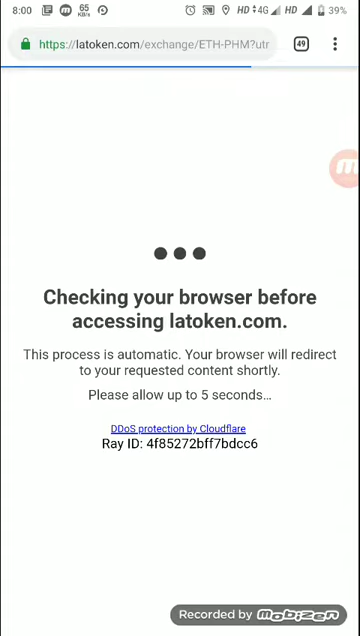 8:00 65 KB/s HD 4G HD 39%
https://latoken.com/exchange/ETH-PHM?utr 49
Checking your browser before
accessing latoken.com.
This process is automatic. Your browser will redirect
to your requested content shortly.
Please allow up to 5 seconds…
DDoS protection by Cloudflare
Ray ID: 4f85272bff7bdcc6
Recorded by mobizen